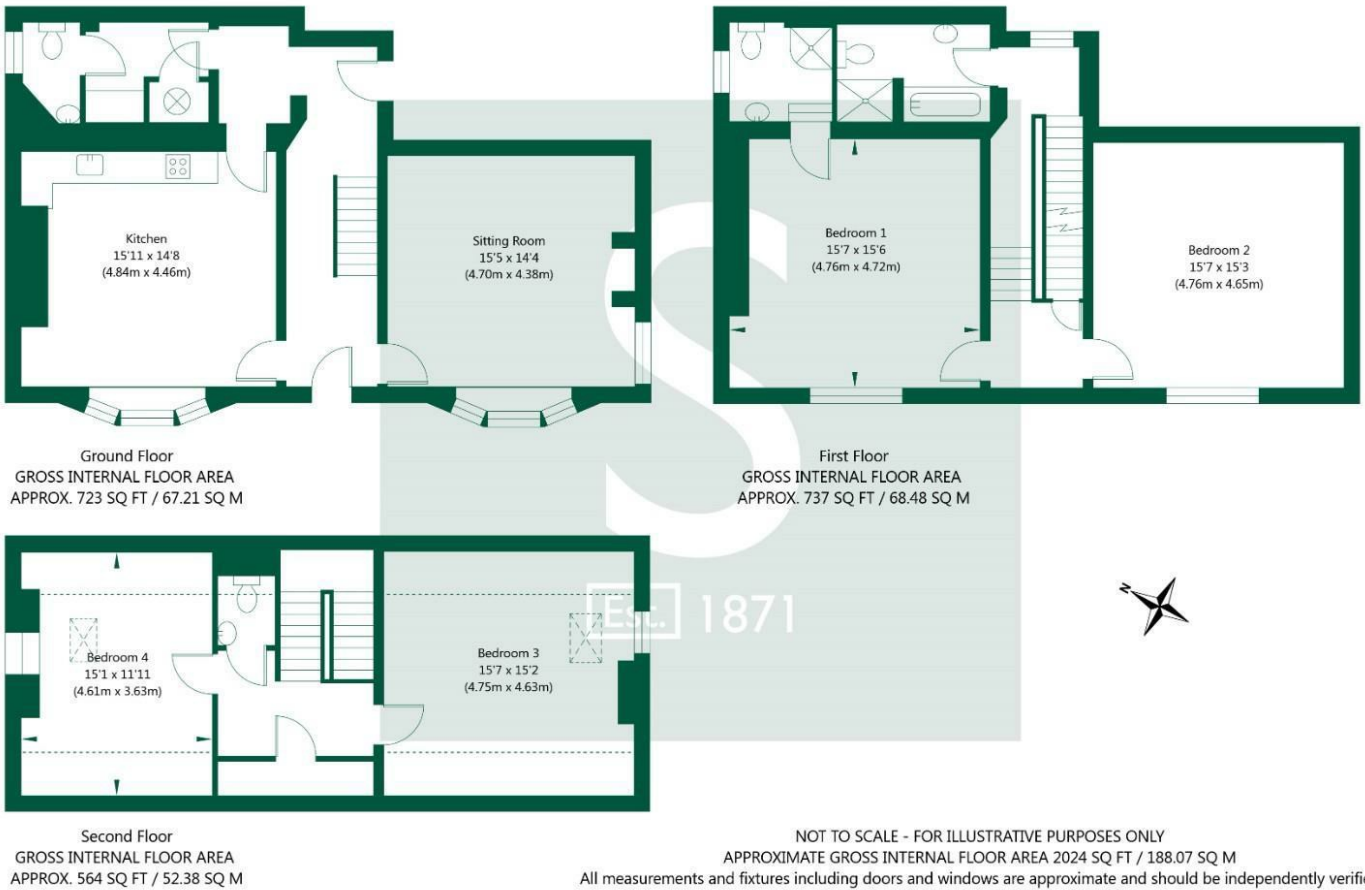 Kitchen
15'11 x 14'8
(4.84m x 4.46m)
Sitting Room
15'5 x 14'4
(4.70m x 4.38m)
Ground Floor
GROSS INTERNAL FLOOR AREA
APPROX. 723 SQ FT / 67.21 SQ M
Bedroom 1
15'7 x 15'6
(4.76m x 4.72m)
Bedroom 2
15'7 x 15'3
(4.76m x 4.65m)
First Floor
GROSS INTERNAL FLOOR AREA
APPROX. 737 SQ FT / 68.48 SQ M
S
Est. 1871
Bedroom 4
15'1 x 11'11
(4.61m x 3.63m)
Bedroom 3
15'7 x 15'2
(4.75m x 4.63m)
N
Second Floor
GROSS INTERNAL FLOOR AREA
APPROX. 564 SQ FT / 52.38 SQ M
NOT TO SCALE - FOR ILLUSTRATIVE PURPOSES ONLY
APPROXIMATE GROSS INTERNAL FLOOR AREA 2024 SQ FT / 188.07 SQ M
All measurements and fixtures including doors and windows are approximate and should be independently verifi